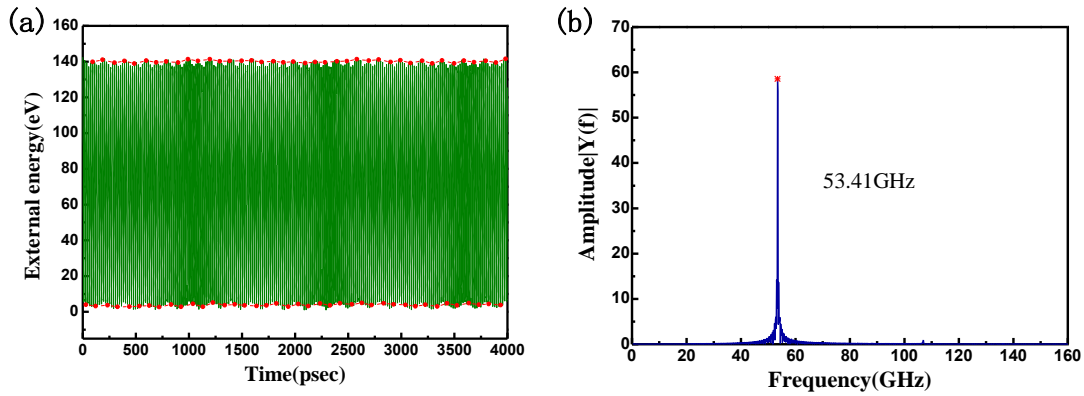 (a)
160
140
120
100
80
60
40
20
0
External energy(eV)
0 500 1000 1500 2000 2500 3000 3500 4000
Time(psec)
(b)
70
60
50
40
30
20
10
0
Amplitude|Y(f)|
53.41GHz
0 20 40 60 80 100 120 140 160
Frequency(GHz)